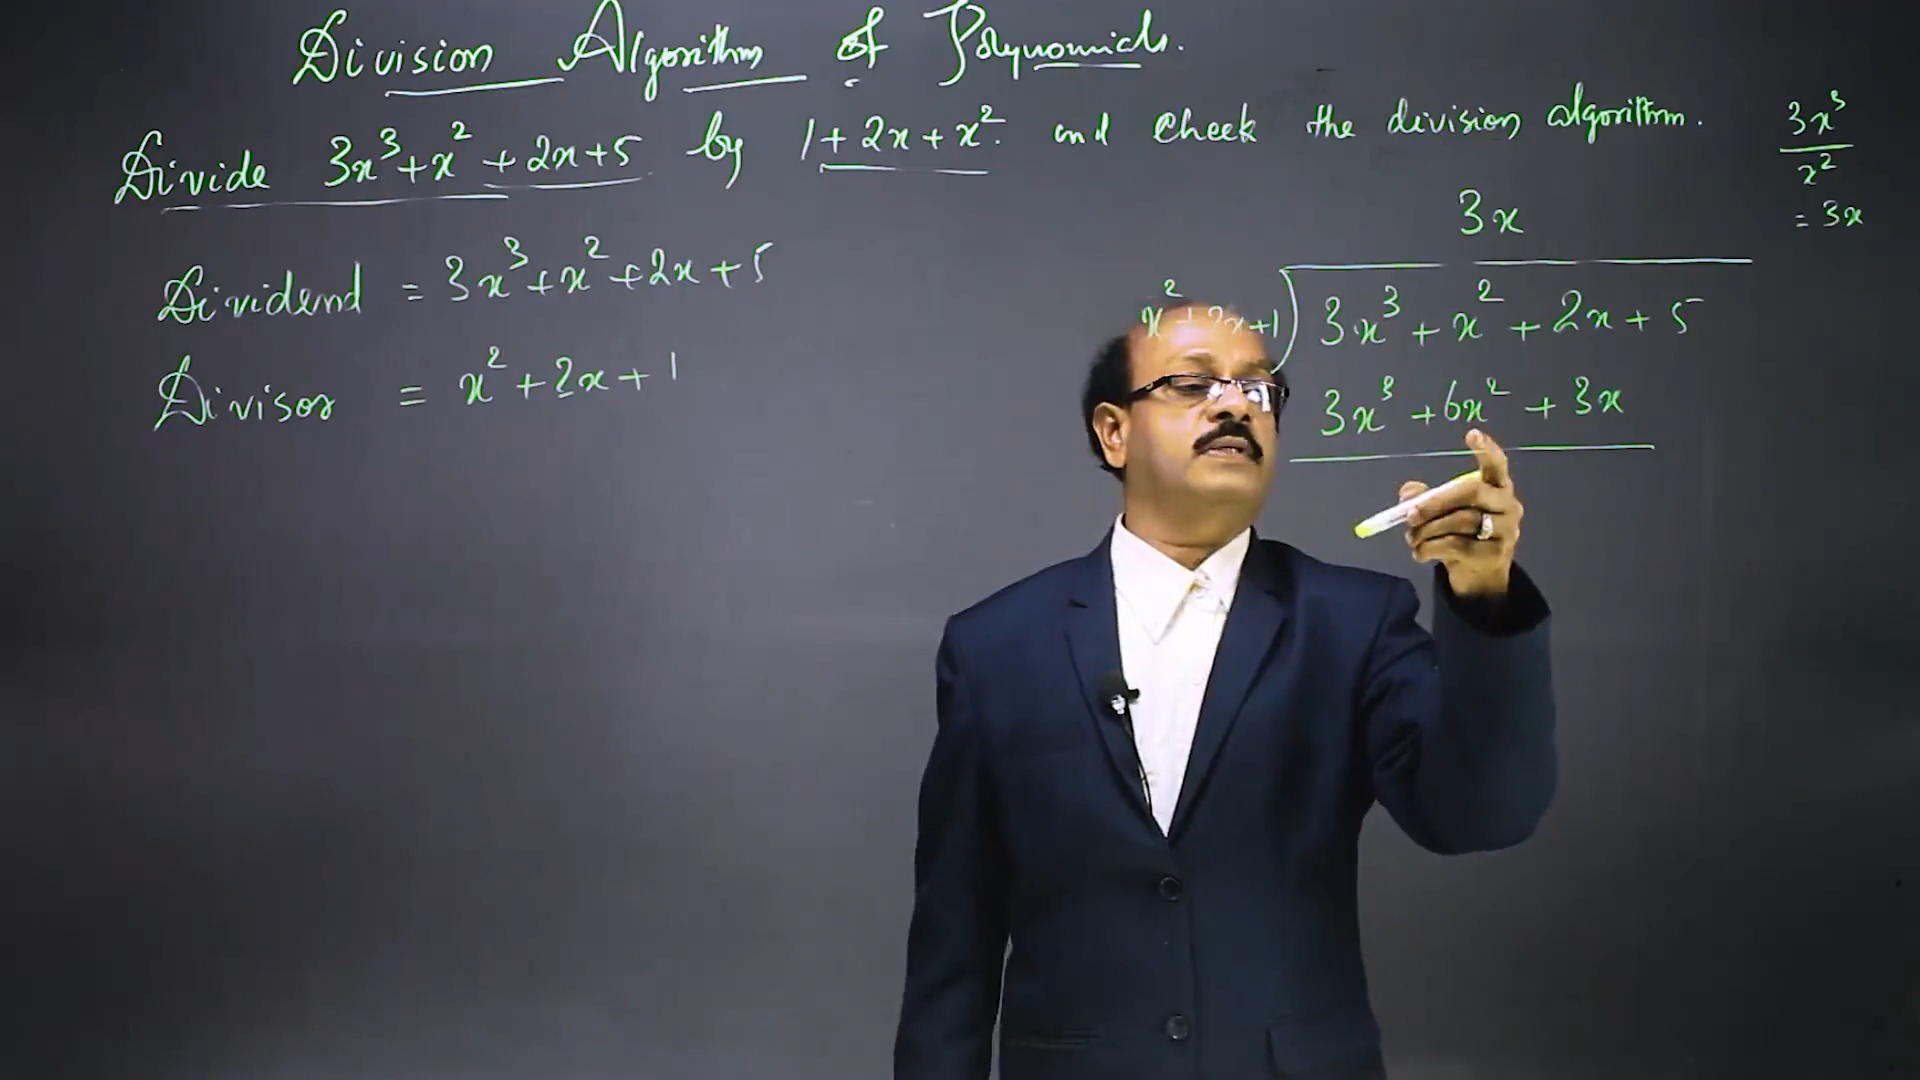 Division Algorithm of Polynomials.
Divide 3x³+x²+2x+5 by 1+2x+x². and check the division algorithm.
3x³
x²
= 3x
Dividend = 3x³+x²+2x+5
Divisor = x²+2x+1
3x
x²+2x+1) 3x³+x²+2x+5
3x³+6x²+3x